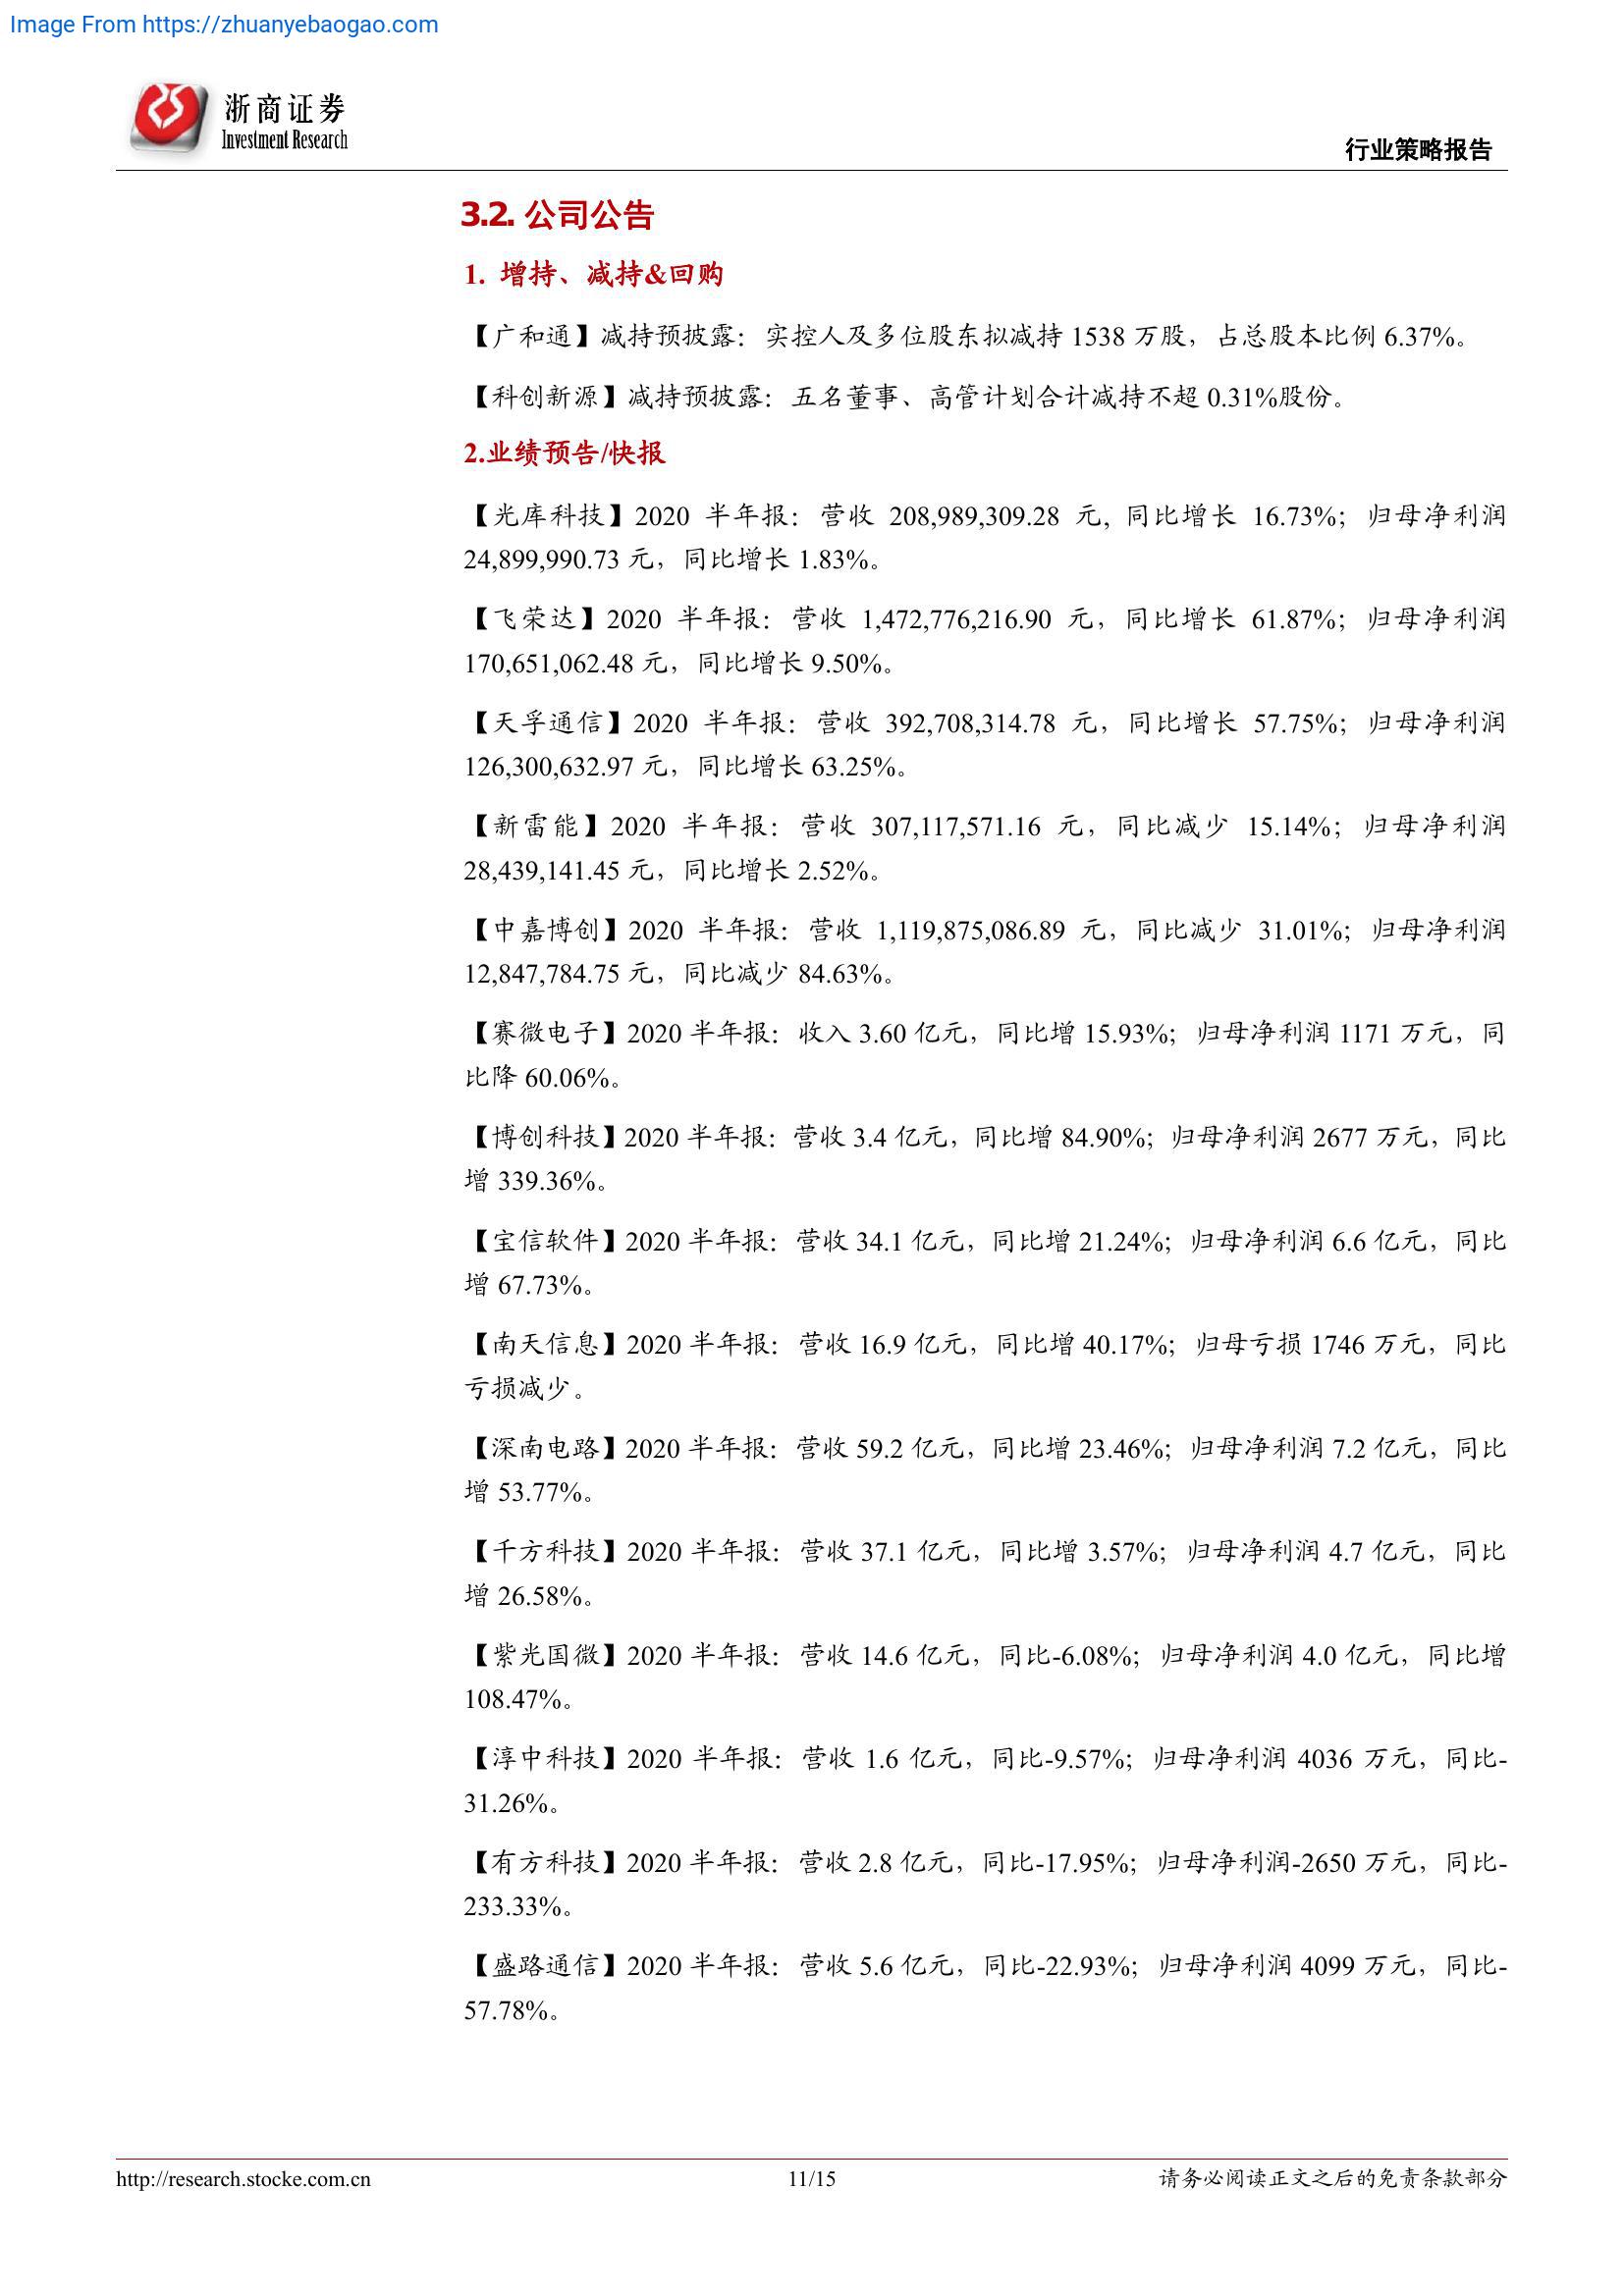 Image From https://zhuanyebaogao.com
浙商证券
Investment Research
行业策略报告
3.2. 公司公告
1. 增持、减持&回购
【广和通】减持预披露：实控人及多位股东拟减持 1538 万股，占总股本比例 6.37%。
【科创新源】减持预披露：五名董事、高管计划合计减持不超 0.31%股份。
2.业绩预告/快报
【光库科技】2020 半年报：营收 208,989,309.28 元, 同比增长 16.73%；归母净利润
24,899,990.73 元，同比增长 1.83%。
【飞荣达】2020 半年报：营收 1,472,776,216.90 元，同比增长 61.87%；归母净利润
170,651,062.48 元，同比增长 9.50%。
【天孚通信】2020 半年报：营收 392,708,314.78 元，同比增长 57.75%；归母净利润
126,300,632.97 元，同比增长 63.25%。
【新雷能】2020 半年报：营收 307,117,571.16 元，同比减少 15.14%；归母净利润
28,439,141.45 元，同比增长 2.52%。
【中嘉博创】2020 半年报：营收 1,119,875,086.89 元，同比减少 31.01%；归母净利润
12,847,784.75 元，同比减少 84.63%。
【赛微电子】2020 半年报：收入 3.60 亿元，同比增 15.93%；归母净利润 1171 万元，同
比降 60.06%。
【博创科技】2020 半年报：营收 3.4 亿元，同比增 84.90%；归母净利润 2677 万元，同比
增 339.36%。
【宝信软件】2020 半年报：营收 34.1 亿元，同比增 21.24%；归母净利润 6.6 亿元，同比
增 67.73%。
【南天信息】2020 半年报：营收 16.9 亿元，同比增 40.17%；归母亏损 1746 万元，同比
亏损减少。
【深南电路】2020 半年报：营收 59.2 亿元，同比增 23.46%；归母净利润 7.2 亿元，同比
增 53.77%。
【千方科技】2020 半年报：营收 37.1 亿元，同比增 3.57%；归母净利润 4.7 亿元，同比
增 26.58%。
【紫光国微】2020 半年报：营收 14.6 亿元，同比-6.08%；归母净利润 4.0 亿元，同比增
108.47%。
【淳中科技】2020 半年报：营收 1.6 亿元，同比-9.57%；归母净利润 4036 万元，同比-
31.26%。
【有方科技】2020 半年报：营收 2.8 亿元，同比-17.95%；归母净利润-2650 万元，同比-
233.33%。
【盛路通信】2020 半年报：营收 5.6 亿元，同比-22.93%；归母净利润 4099 万元，同比-
57.78%。
http://research.stocke.com.cn
11/15
请务必阅读正文之后的免责条款部分